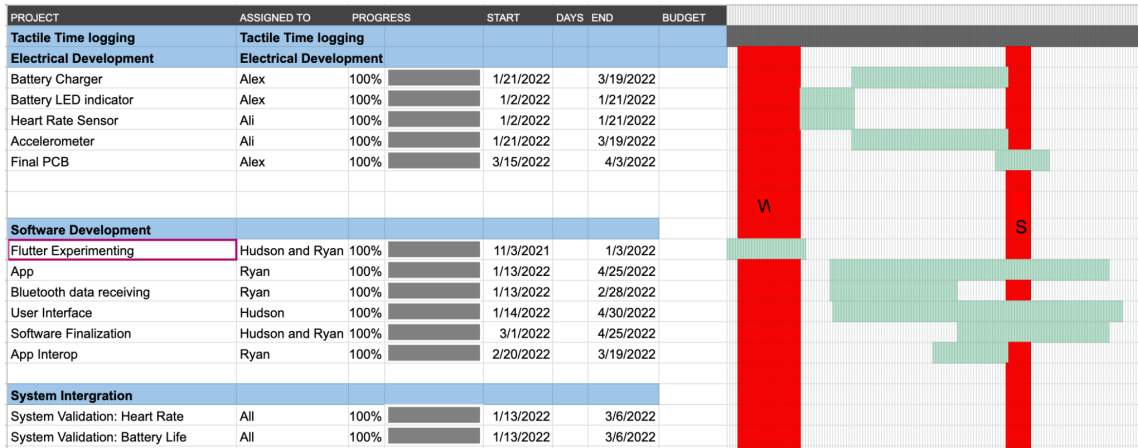 PROJECT ASSIGNED TO PROGRESS START DAYS END BUDGET
Tactile Time logging Tactile Time logging
Electrical Development Electrical Development
Battery Charger Alex 100% 1/21/2022 3/19/2022
Battery LED indicator Alex 100% 1/2/2022 1/21/2022
Heart Rate Sensor Ali 100% 1/2/2022 1/21/2022
Accelerometer Ali 100% 1/21/2022 3/19/2022
Final PCB Alex 100% 3/15/2022 4/3/2022
W
S
Software Development
Flutter Experimenting Hudson and Ryan 100% 11/3/2021 1/3/2022
App Ryan 100% 1/13/2022 4/25/2022
Bluetooth data receiving Ryan 100% 1/13/2022 2/28/2022
User Interface Hudson 100% 1/14/2022 4/30/2022
Software Finalization Hudson and Ryan 100% 3/1/2022 4/25/2022
App Interop Ryan 100% 2/20/2022 3/19/2022
System Intergration
System Validation: Heart Rate All 100% 1/13/2022 3/6/2022
System Validation: Battery Life All 100% 1/13/2022 3/6/2022